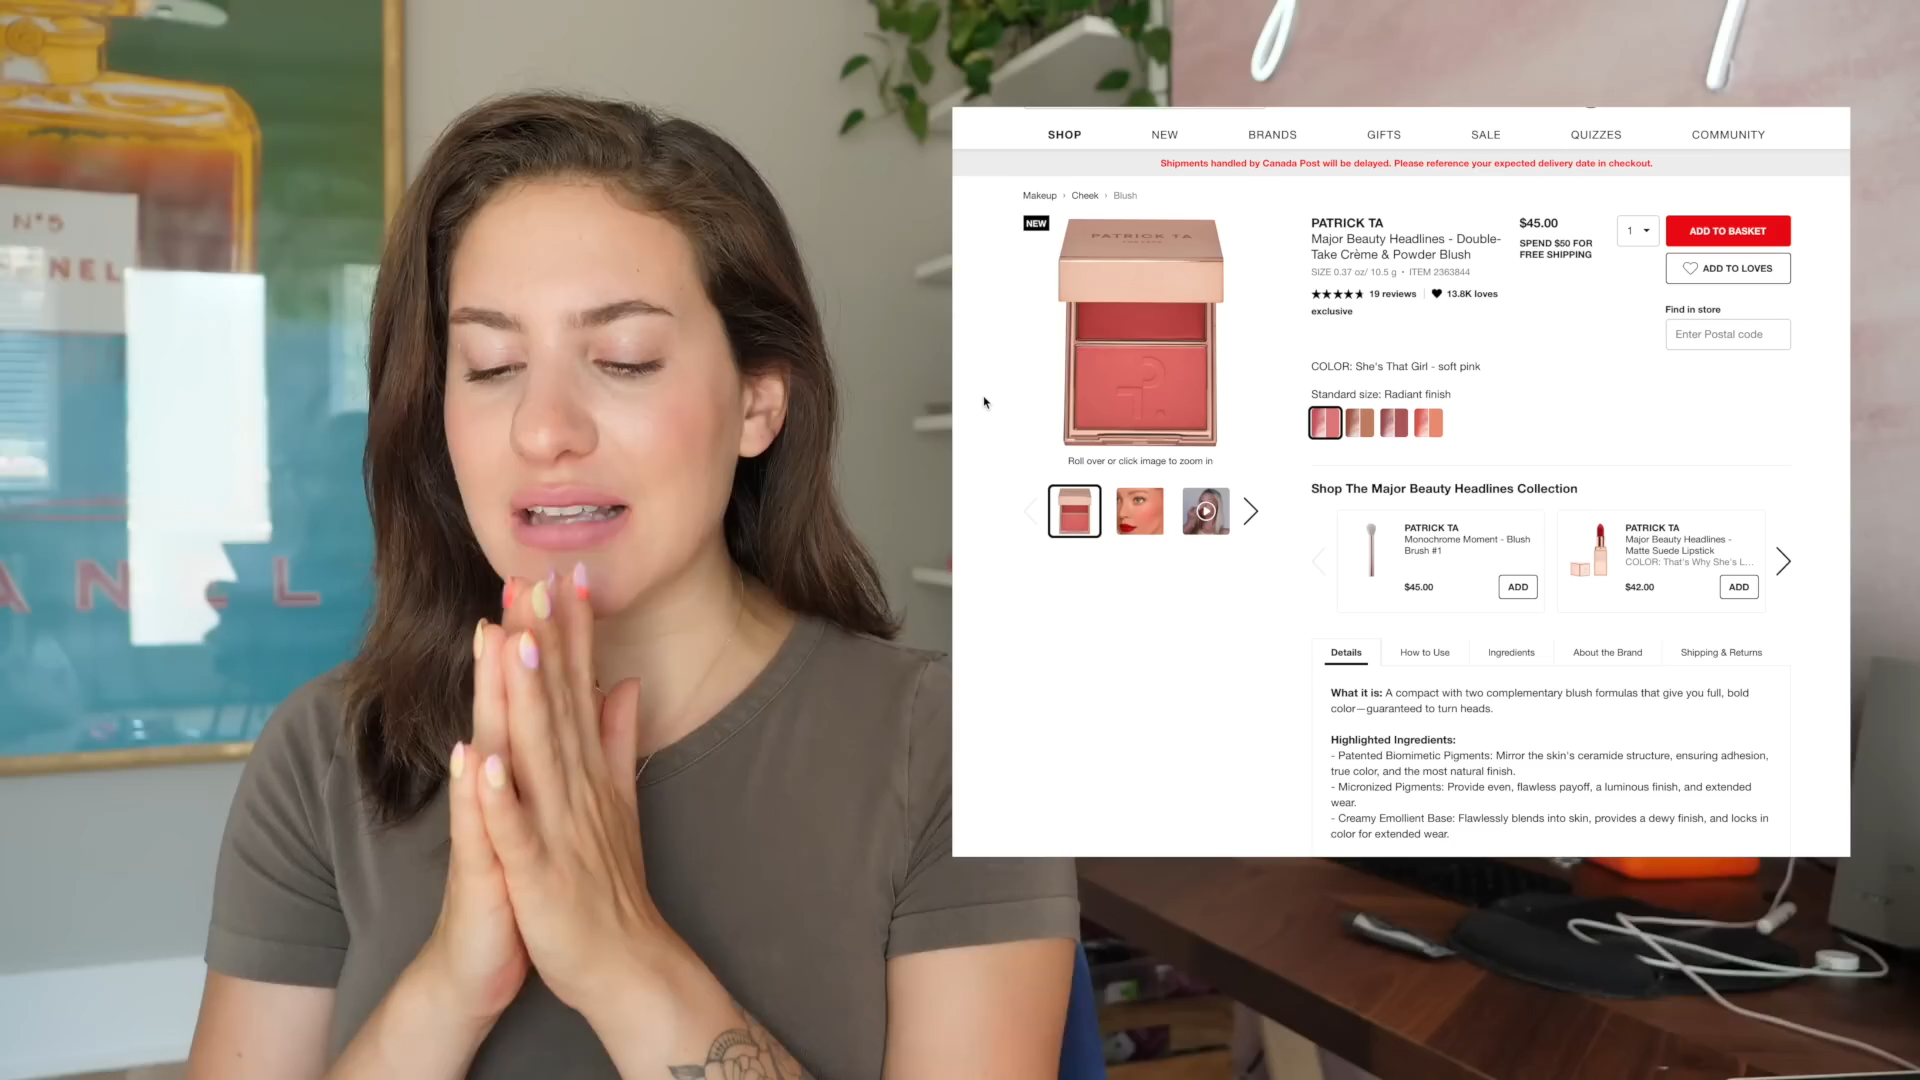 N°5
NEL
ANEL
SHOP NEW BRANDS GIFTS SALE QUIZZES COMMUNITY
Shipments handled by Canada Post will be delayed. Please reference your expected delivery date in checkout.
Makeup › Cheek › Blush
NEW
PATRICK TA
PATRICK TA
Major Beauty Headlines - Double-
Take Crème & Powder Blush
SIZE 0.37 oz/ 10.5 g • ITEM 2363844
19 reviews
13.8K loves
exclusive
$45.00
SPEND $50 FOR
FREE SHIPPING
1
ADD TO BASKET
ADD TO LOVES
Find in store
Enter Postal code
COLOR: She's That Girl - soft pink
Standard size: Radiant finish
Roll over or click image to zoom in
Shop The Major Beauty Headlines Collection
PATRICK TA
Monochrome Moment - Blush
Brush #1
$45.00
ADD
PATRICK TA
Major Beauty Headlines -
Matte Suede Lipstick
COLOR: That's Why She's L...
$42.00
ADD
Details How to Use Ingredients About the Brand Shipping & Returns
What it is: A compact with two complementary blush formulas that give you full, bold
color—guaranteed to turn heads.
Highlighted Ingredients:
- Patented Biomimetic Pigments: Mirror the skin's ceramide structure, ensuring adhesion,
true color, and the most natural finish.
- Micronized Pigments: Provide even, flawless payoff, a luminous finish, and extended
wear.
- Creamy Emollient Base: Flawlessly blends into skin, provides a dewy finish, and locks in
color for extended wear.